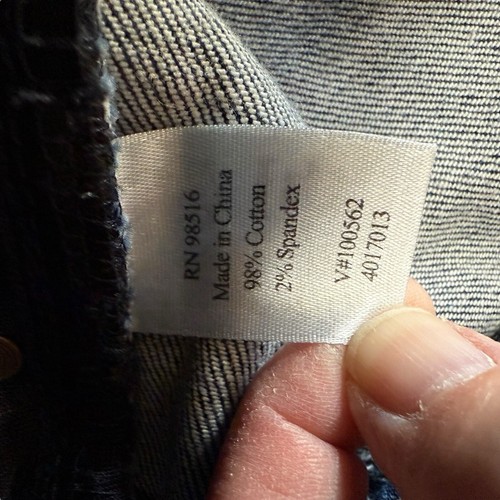 RN 98516
Made in China
98% Cotton
2% Spandex
V#100562
4017013